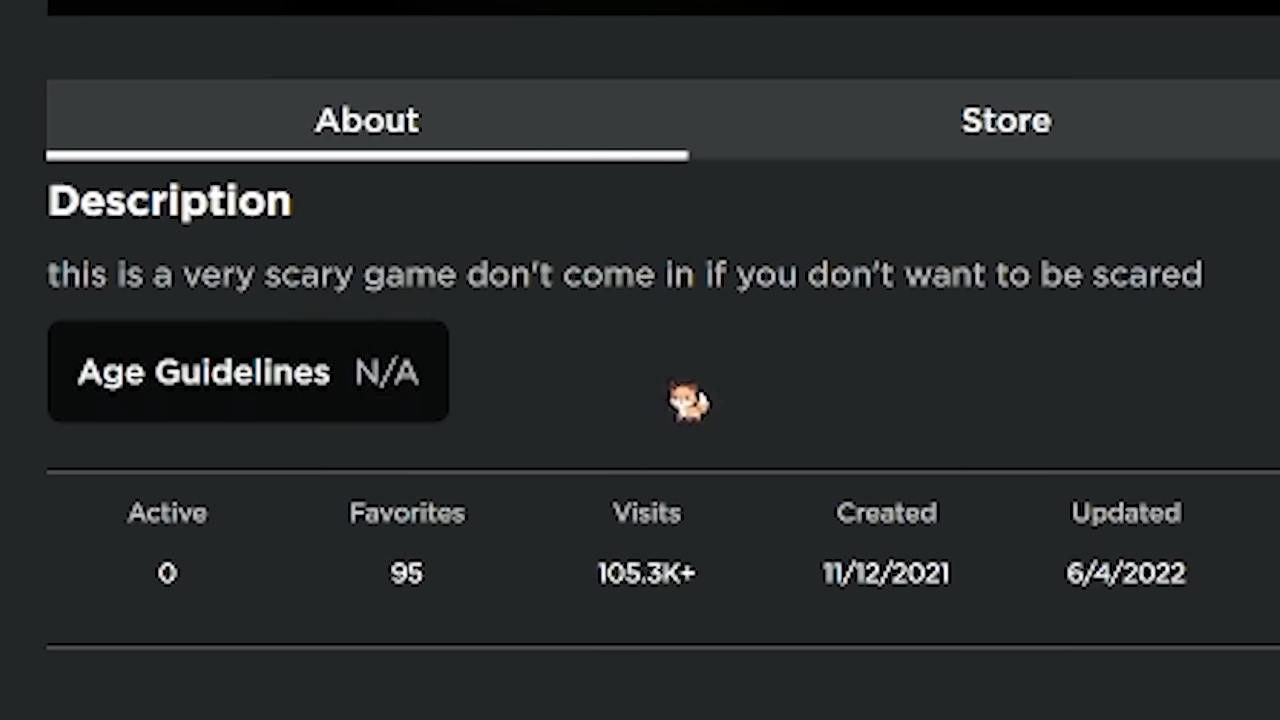 About Store
Description
this is a very scary game don't come in if you don't want to be scared
Age Guidelines N/A
Active Favorites Visits Created Updated
0 95 105.3K+ 11/12/2021 6/4/2022